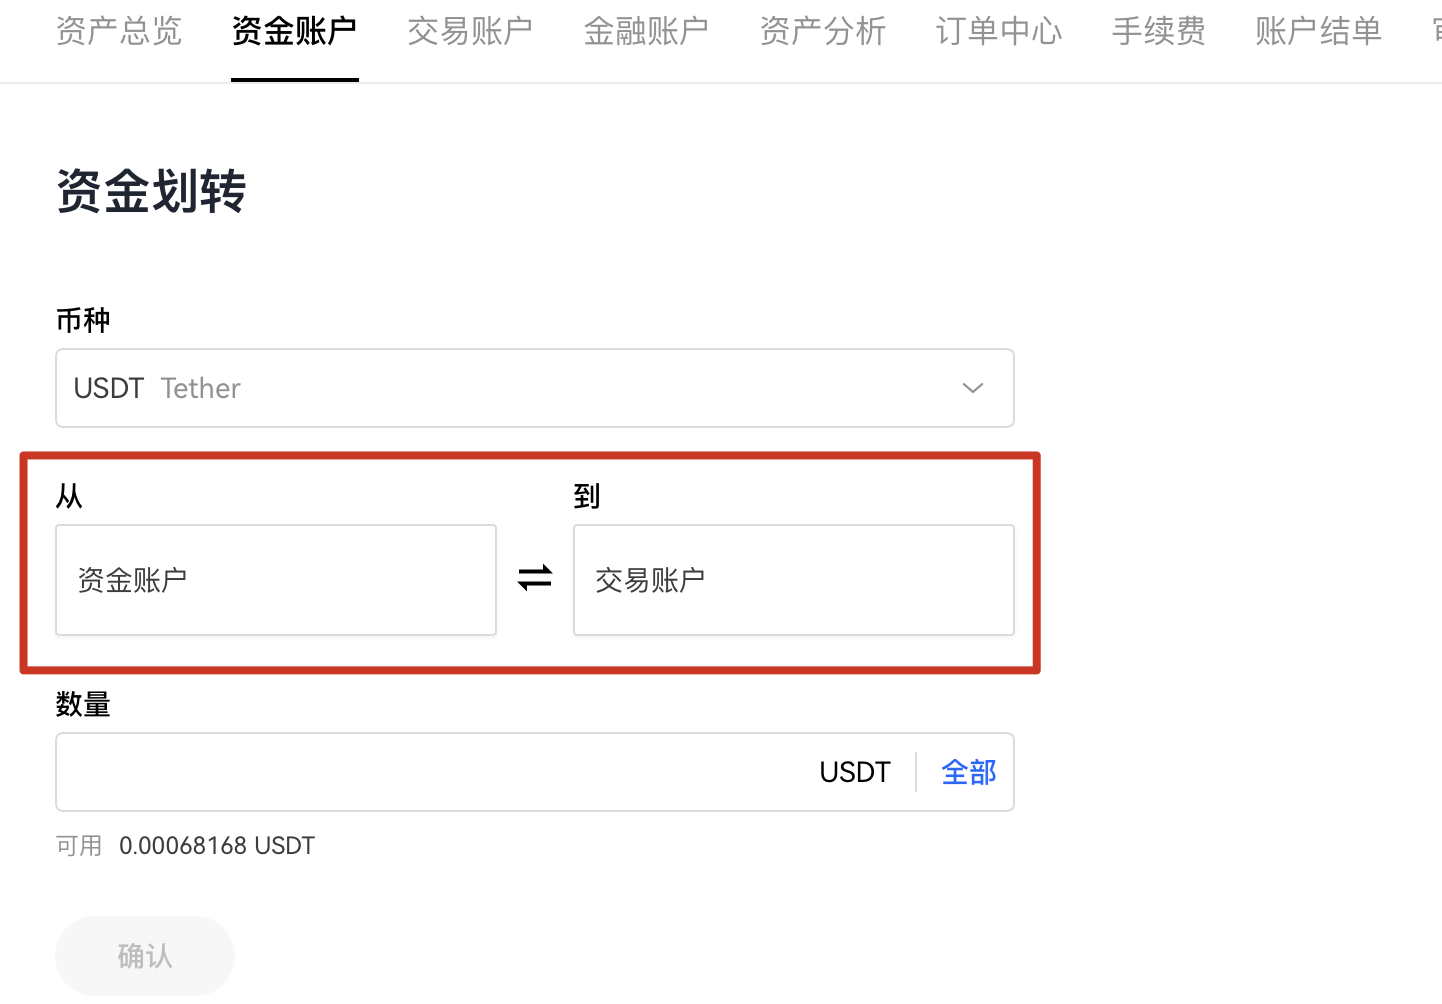 资产总览 资金账户 交易账户 金融账户 资产分析 订单中心 手续费 账户结单
资金划转
币种
USDT Tether
从 到
资金账户 交易账户
数量
USDT 全部
可用 0.00068168 USDT
确认